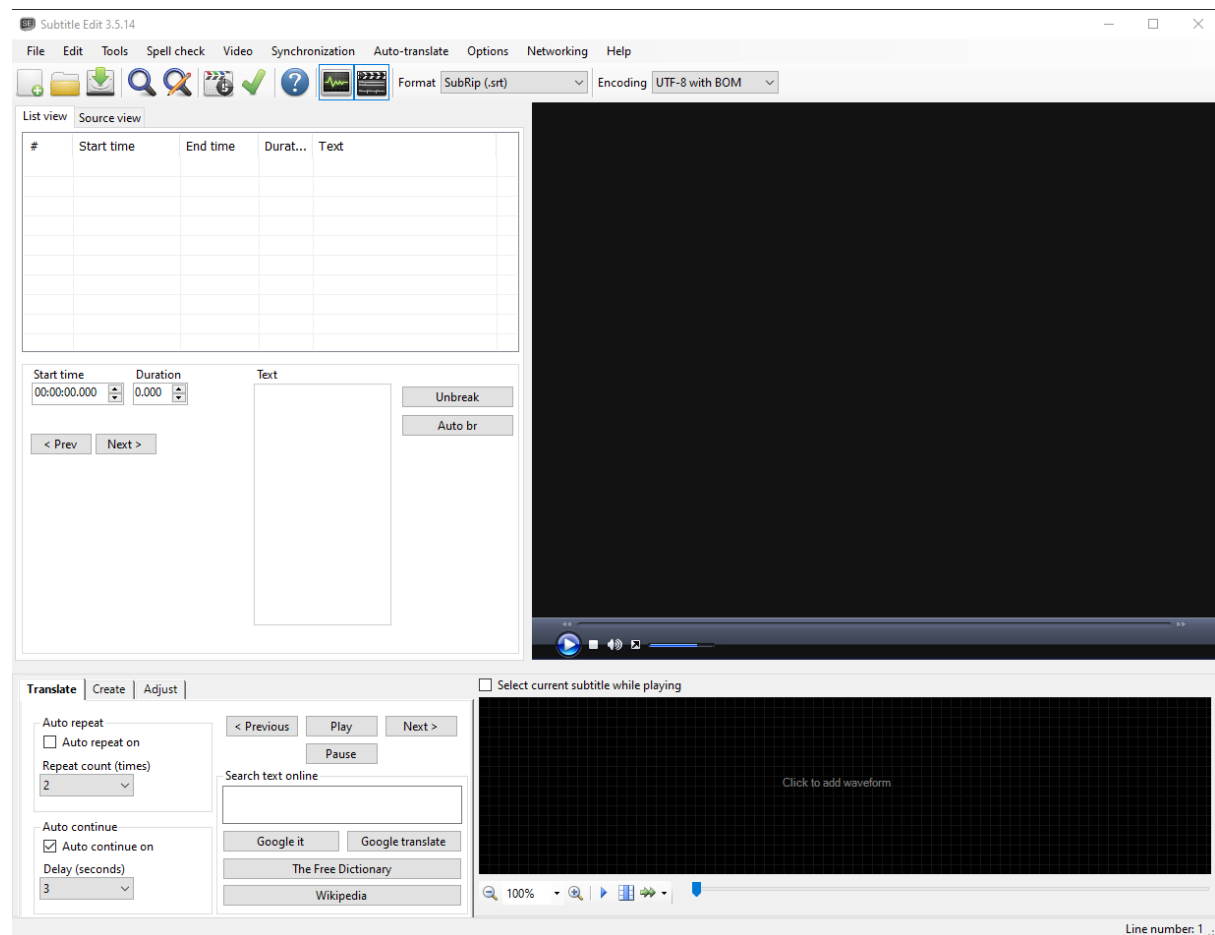 Subtitle Edit 3.5.14
File Edit Tools Spell check Video Synchronization Auto-translate Options Networking Help
Format SubRip (.srt) Encoding UTF-8 with BOM
List view Source view
# Start time End time Durat... Text
Start time Duration Text
00:00:00.000 0.000
Unbreak
Auto br
< Prev Next >
Translate Create Adjust
Auto repeat
Auto repeat on
Repeat count (times)
2
Auto continue
Auto continue on
Delay (seconds)
3
< Previous Play Next >
Pause
Search text online
Google it Google translate
The Free Dictionary
Wikipedia
Select current subtitle while playing
Click to add waveform
100%
Line number: 1